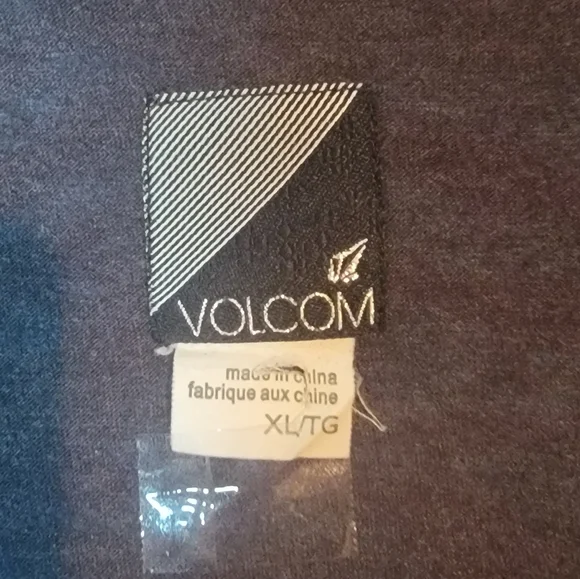 VOLCOM
made in china
fabrique aux chine
XL/TG